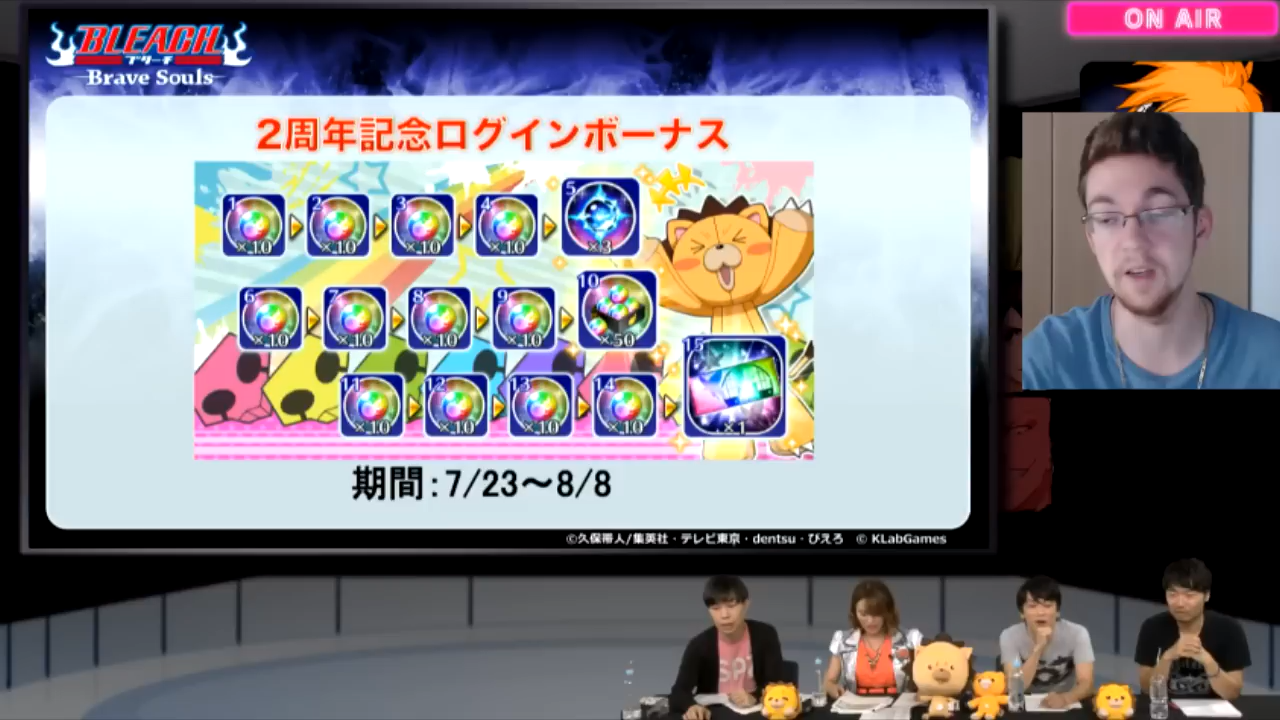 ON AIR
BLEACH
ブリーチ
Brave Souls
2周年記念ログインボーナス
1 ×10
2 ×10
3 ×10
4 ×10
5 ×3
6 ×10
7 ×10
8 ×10
9 ×10
10 ×50
11 ×10
12 ×10
13 ×10
14 ×10
15 ×1
期間:7/23〜8/8
©久保帯人/集英社・テレビ東京・dentsu・ぴえろ © KLabGames